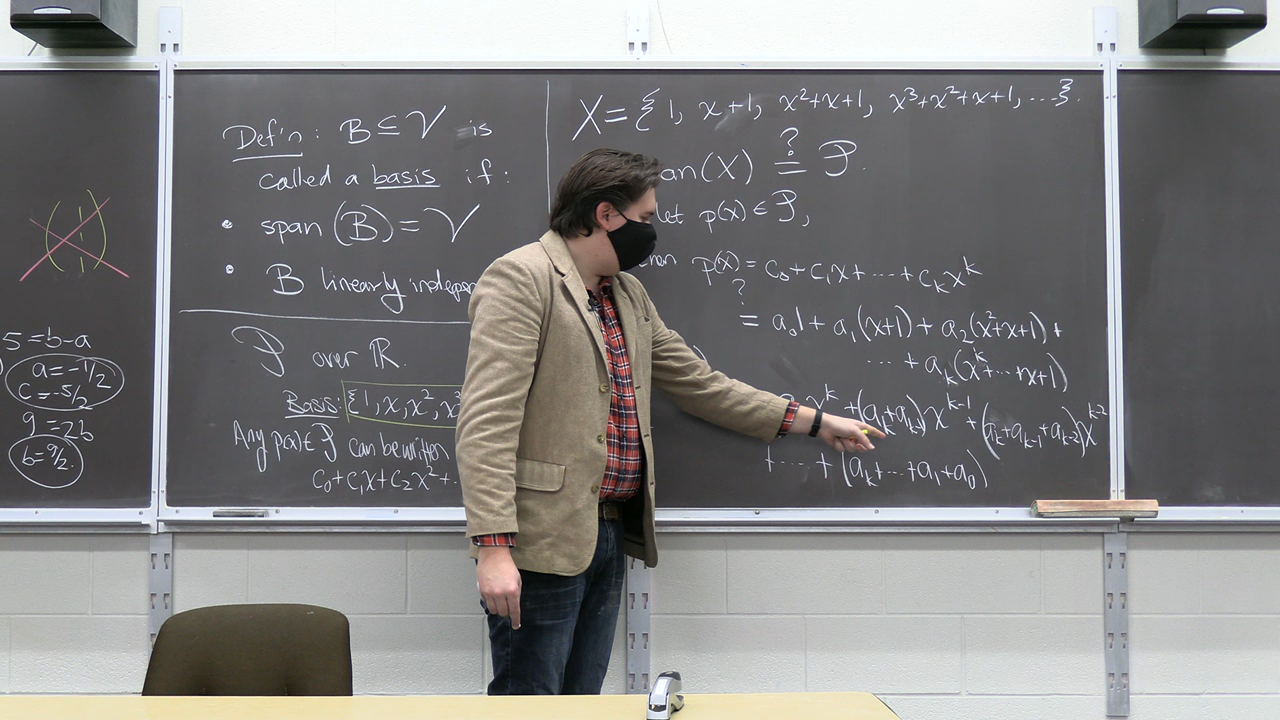 5=b-a
a=-1/2
c=-5/2
g=2b
b=9/2.
Def'n: B⊆V is
called a basis if:
• span(B)=V
• B linearly indepen
P over ℝ.
Basis: {1, x, x², x³
Any p(x)∈P can be written
c₀+c₁x+c₂x²+..
X={1, x+1, x²+x+1, x³+x²+x+1, ...}.
an(X) ≟ P.
let p(x)∈P,
p(x)=c₀+c₁x+⋯+cₖxᵏ
?
= a₀1+a₁(x+1)+a₂(x²+x+1)+
⋯+aₖ(xᵏ+⋯+x+1)
xᵏ+(aₖ+aₖ₋₁)xᵏ⁻¹+(aₖ+aₖ₋₁+aₖ₋₂)xᵏ⁻²
+⋯+(aₖ+⋯+a₁+a₀)